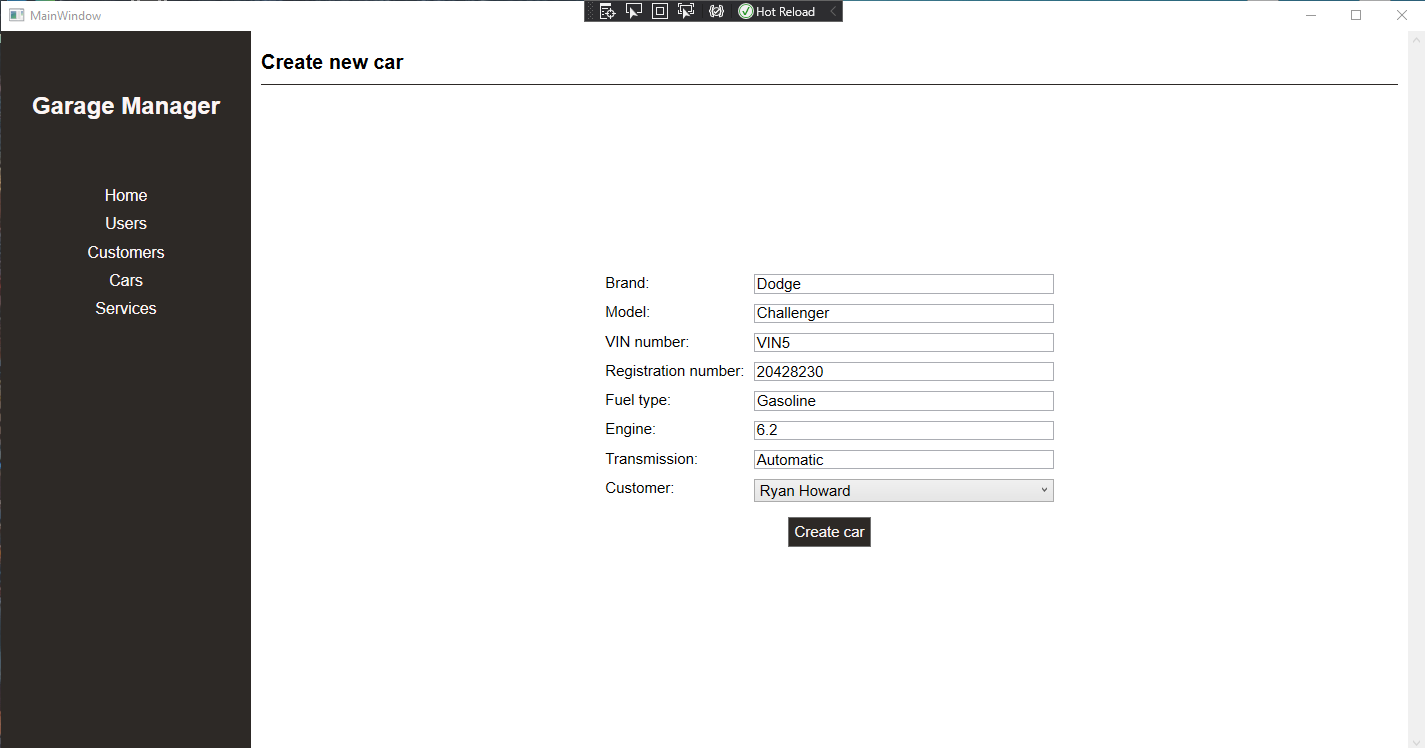 MainWindow
Hot Reload
Garage Manager
Home
Users
Customers
Cars
Services
Create new car
Brand: Dodge
Model: Challenger
VIN number: VIN5
Registration number: 20428230
Fuel type: Gasoline
Engine: 6.2
Transmission: Automatic
Customer: Ryan Howard
Create car